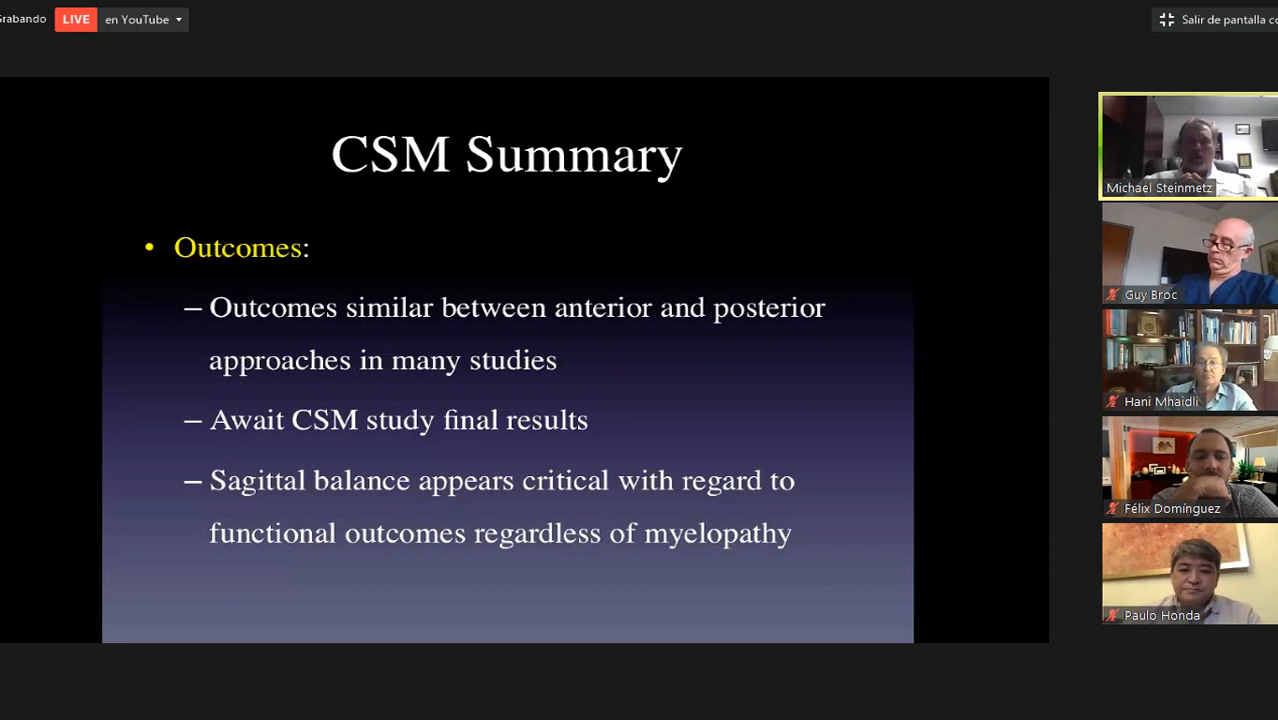 Grabando
LIVE en YouTube
Salir de pantalla
CSM Summary
• Outcomes:
– Outcomes similar between anterior and posterior
approaches in many studies
– Await CSM study final results
– Sagittal balance appears critical with regard to
functional outcomes regardless of myelopathy
Michael Steinmetz
Guy Broc
Hani Mhaidli
Félix Domínguez
Paulo Honda